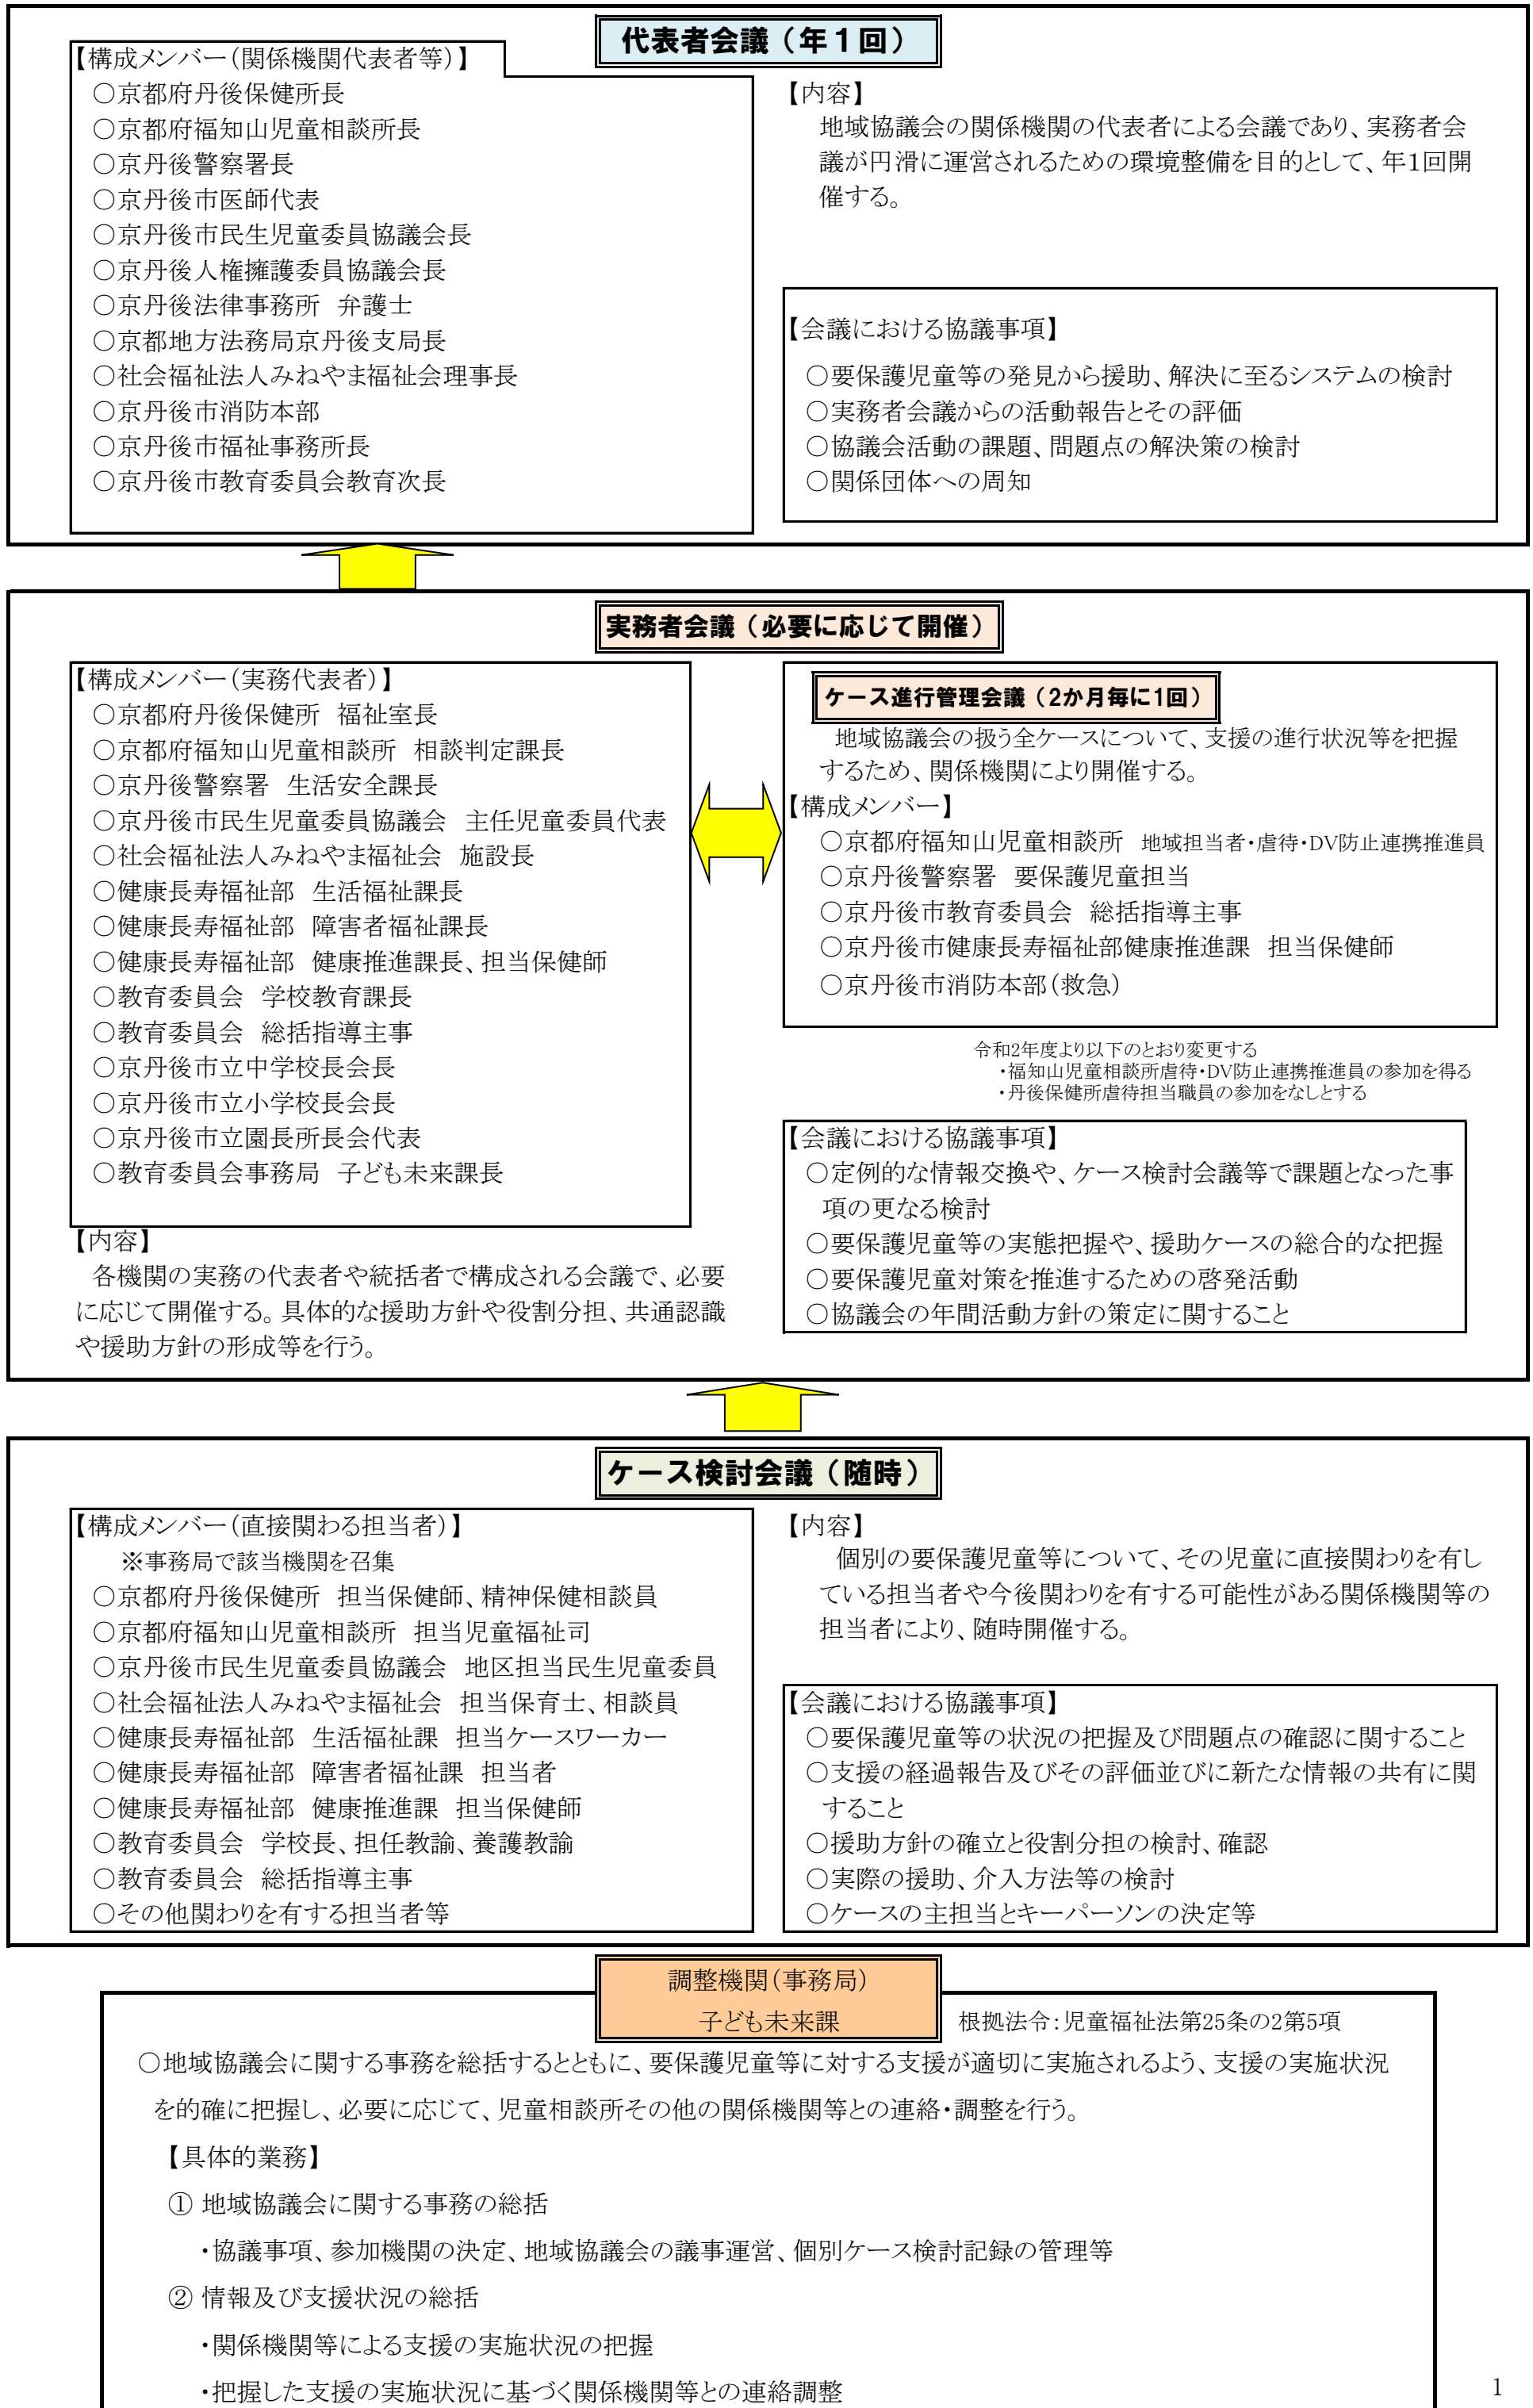 代表者会議（年１回）
【構成メンバー（関係機関代表者等）】
○京都府丹後保健所長
○京都府福知山児童相談所長
○京丹後警察署長
○京丹後市医師代表
○京丹後市民生児童委員協議会長
○京丹後人権擁護委員協議会長
○京丹後法律事務所　弁護士
○京都地方法務局京丹後支局長
○社会福祉法人みねやま福祉会理事長
○京丹後市消防本部
○京丹後市福祉事務所長
○京丹後市教育委員会教育次長
【内容】
地域協議会の関係機関の代表者による会議であり、実務者会
議が円滑に運営されるための環境整備を目的として、年1回開
催する。
【会議における協議事項】
○要保護児童等の発見から援助、解決に至るシステムの検討
○実務者会議からの活動報告とその評価
○協議会活動の課題、問題点の解決策の検討
○関係団体への周知
実務者会議（必要に応じて開催）
【構成メンバー（実務代表者）】
○京都府丹後保健所　福祉室長
○京都府福知山児童相談所　相談判定課長
○京丹後警察署　生活安全課長
○京丹後市民生児童委員協議会　主任児童委員代表
○社会福祉法人みねやま福祉会　施設長
○健康長寿福祉部　生活福祉課長
○健康長寿福祉部　障害者福祉課長
○健康長寿福祉部　健康推進課長、担当保健師
○教育委員会　学校教育課長
○教育委員会　総括指導主事
○京丹後市立中学校長会長
○京丹後市立小学校長会長
○京丹後市立園長所長会代表
○教育委員会事務局　子ども未来課長
【内容】
各機関の実務の代表者や統括者で構成される会議で、必要
に応じて開催する。具体的な援助方針や役割分担、共通認識
や援助方針の形成等を行う。
ケース進行管理会議（2か月毎に1回）
地域協議会の扱う全ケースについて、支援の進行状況等を把握
するため、関係機関により開催する。
【構成メンバー】
○京都府福知山児童相談所　地域担当者・虐待・DV防止連携推進員
○京丹後警察署　要保護児童担当
○京丹後市教育委員会　総括指導主事
○京丹後市健康長寿福祉部健康推進課　担当保健師
○京丹後市消防本部（救急）
令和2年度より以下のとおり変更する
・福知山児童相談所虐待・DV防止連携推進員の参加を得る
・丹後保健所虐待担当職員の参加をなしとする
【会議における協議事項】
○定例的な情報交換や、ケース検討会議等で課題となった事
項の更なる検討
○要保護児童等の実態把握や、援助ケースの総合的な把握
○要保護児童対策を推進するための啓発活動
○協議会の年間活動方針の策定に関すること
ケース検討会議（随時）
【構成メンバー（直接関わる担当者）】
※事務局で該当機関を召集
○京都府丹後保健所　担当保健師、精神保健相談員
○京都府福知山児童相談所　担当児童福祉司
○京丹後市民生児童委員協議会　地区担当民生児童委員
○社会福祉法人みねやま福祉会　担当保育士、相談員
○健康長寿福祉部　生活福祉課　担当ケースワーカー
○健康長寿福祉部　障害者福祉課　担当者
○健康長寿福祉部　健康推進課　担当保健師
○教育委員会　学校長、担任教諭、養護教諭
○教育委員会　総括指導主事
○その他関わりを有する担当者等
【内容】
個別の要保護児童等について、その児童に直接関わりを有し
ている担当者や今後関わりを有する可能性がある関係機関等の
担当者により、随時開催する。
【会議における協議事項】
○要保護児童等の状況の把握及び問題点の確認に関すること
○支援の経過報告及びその評価並びに新たな情報の共有に関
すること
○援助方針の確立と役割分担の検討、確認
○実際の援助、介入方法等の検討
○ケースの主担当とキーパーソンの決定等
調整機関（事務局）
子ども未来課
根拠法令：児童福祉法第25条の2第5項
○地域協議会に関する事務を総括するとともに、要保護児童等に対する支援が適切に実施されるよう、支援の実施状況
を的確に把握し、必要に応じて、児童相談所その他の関係機関等との連絡・調整を行う。
【具体的業務】
① 地域協議会に関する事務の総括
・協議事項、参加機関の決定、地域協議会の議事運営、個別ケース検討記録の管理等
② 情報及び支援状況の総括
・関係機関等による支援の実施状況の把握
・把握した支援の実施状況に基づく関係機関等との連絡調整
1